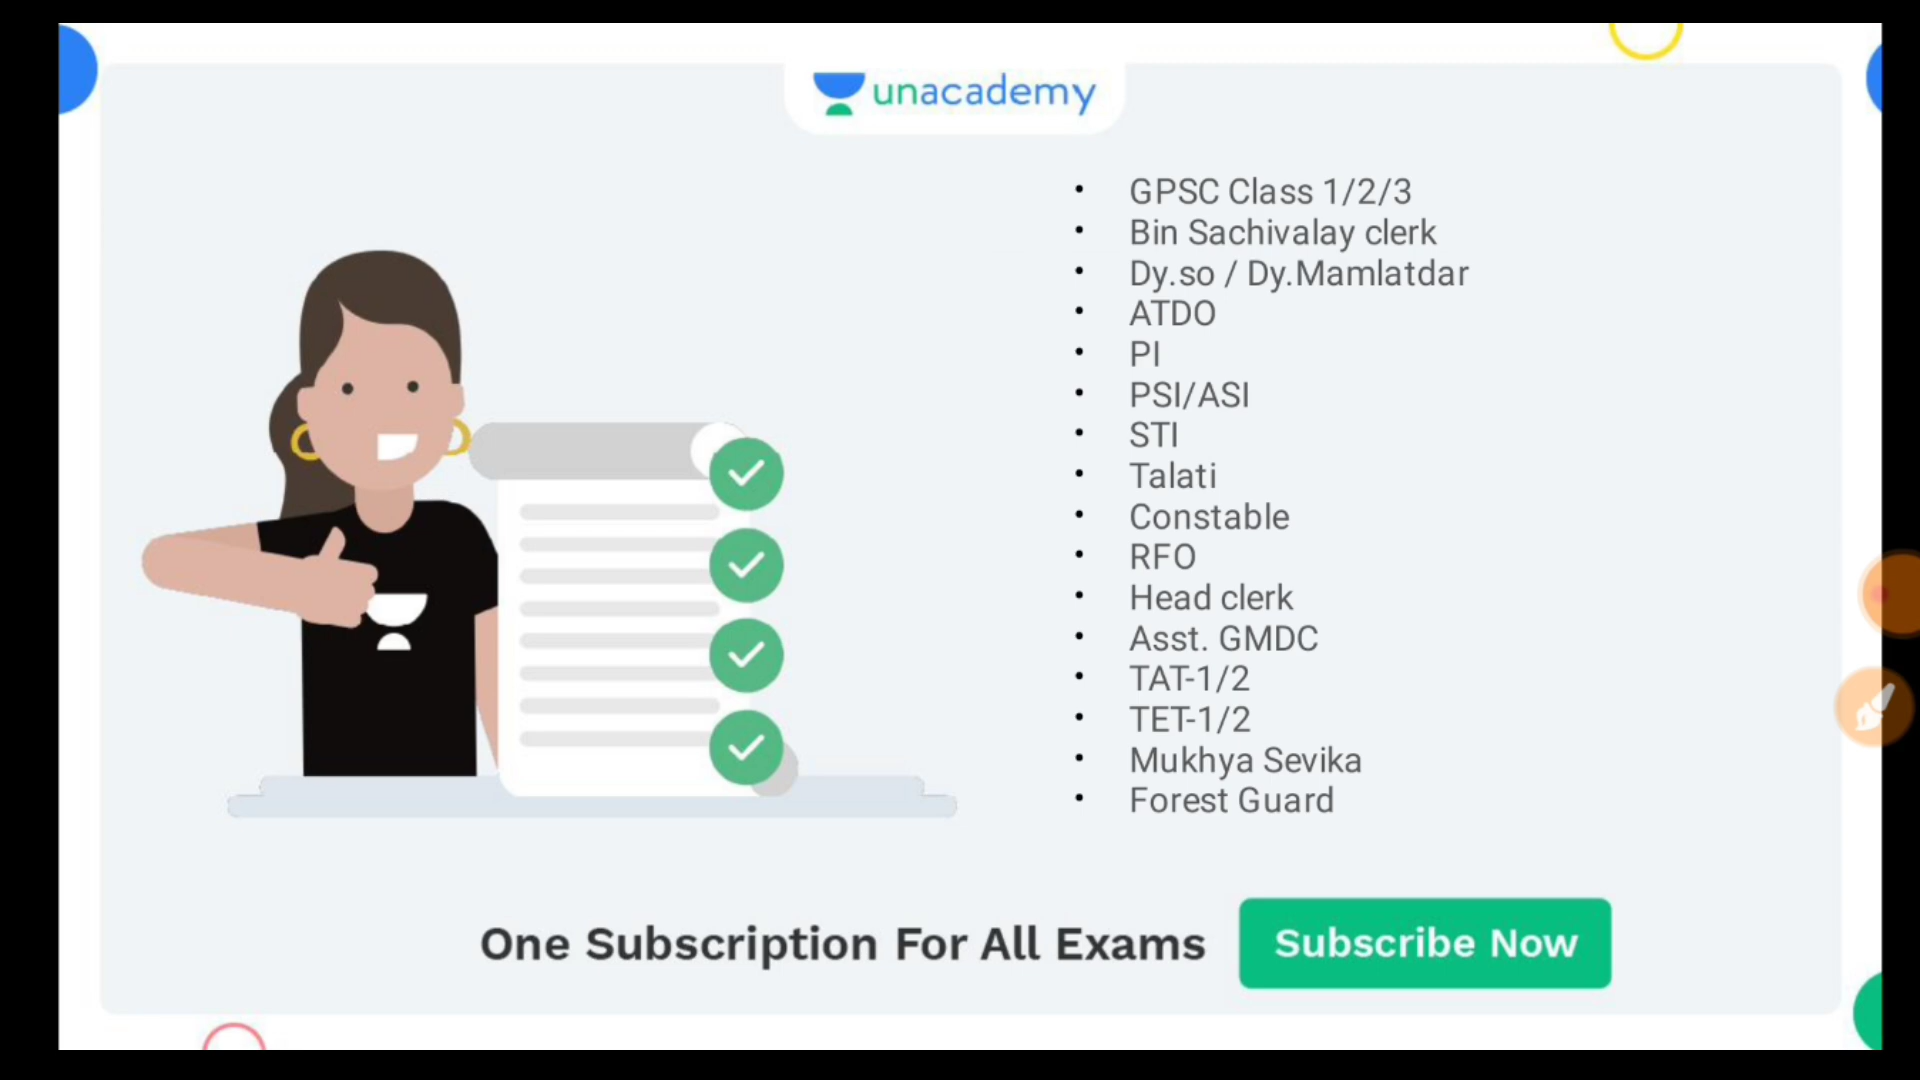 unacademy
• GPSC Class 1/2/3
• Bin Sachivalay clerk
• Dy.so / Dy.Mamlatdar
• ATDO
• PI
• PSI/ASI
• STI
• Talati
• Constable
• RFO
• Head clerk
• Asst. GMDC
• TAT-1/2
• TET-1/2
• Mukhya Sevika
• Forest Guard
One Subscription For All Exams
Subscribe Now